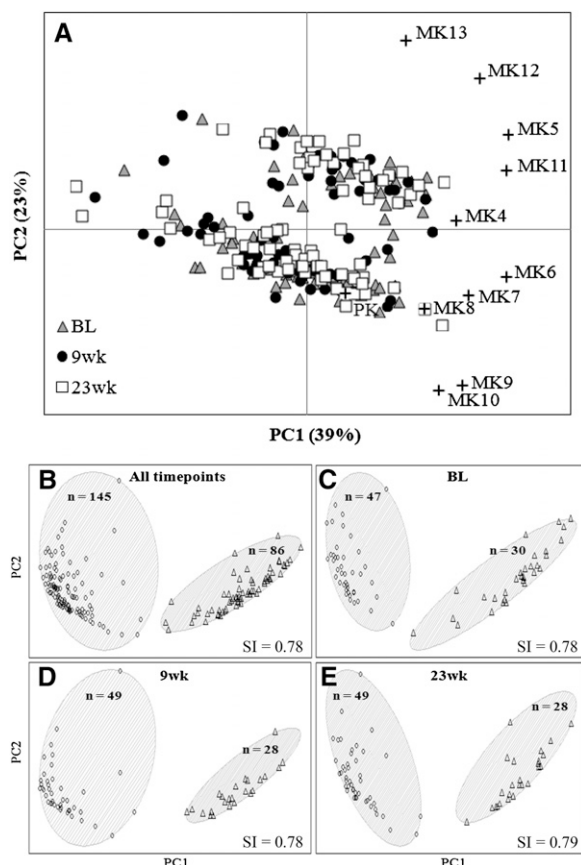 A
MK13
MK12
MK5
MK11
MK4
MK6
MK7
MK8
PK
MK9
MK10
PC2 (23%)
BL
9wk
23wk
PC1 (39%)
B All timepoints
n = 145
n = 86
SI = 0.78
PC2
C BL
n = 47
n = 30
SI = 0.78
D 9wk
n = 49
n = 28
SI = 0.78
PC2
PC1
E 23wk
n = 49
n = 28
SI = 0.79
PC1